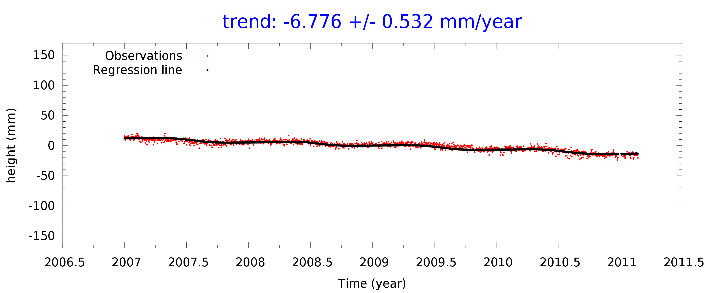 trend: -6.776 +/- 0.532 mm/year
150
100
50
0
-50
-100
-150
height (mm)
Observations
Regression line
2006.5 2007 2007.5 2008 2008.5 2009 2009.5 2010 2010.5 2011 2011.5
Time (year)